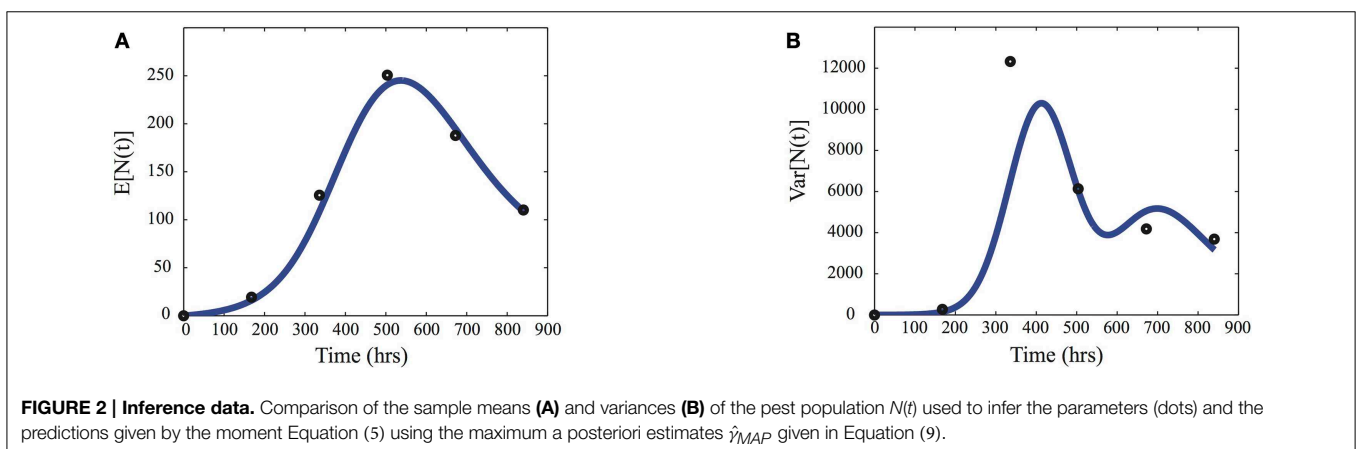 A
E[N(t)]
250
200
150
100
50
0
0 100 200 300 400 500 600 700 800 900
Time (hrs)
B
Var[N(t)]
12000
10000
8000
6000
4000
2000
0
0 100 200 300 400 500 600 700 800 900
Time (hrs)
FIGURE 2 | Inference data. Comparison of the sample means (A) and variances (B) of the pest population N(t) used to infer the parameters (dots) and the
predictions given by the moment Equation (5) using the maximum a posteriori estimates γ̂MAP given in Equation (9).